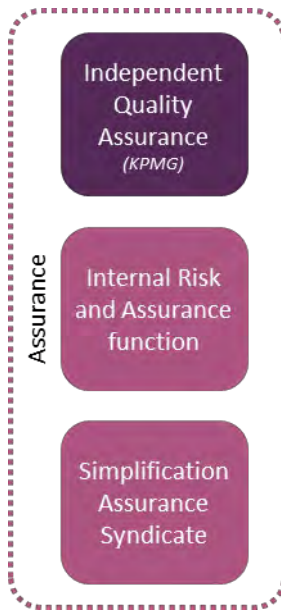 Assurance
Independent
Quality
Assurance
(KPMG)
Internal Risk
and Assurance
function
Simplification
Assurance
Syndicate